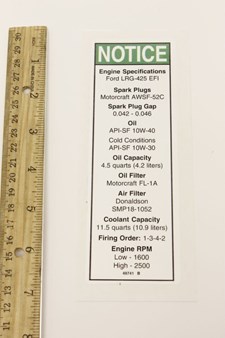 NOTICE
Engine Specifications
Ford LRG-425 EFI
Spark Plugs
Motorcraft AWSF-52C
Spark Plug Gap
0.042 - 0.046
Oil
API-SF 10W-40
Cold Conditions
API-SF 10W-30
Oil Capacity
4.5 quarts (4.2 liters)
Oil Filter
Motorcraft FL-1A
Air Filter
Donaldson
SMP18-1052
Coolant Capacity
11.5 quarts (10.9 liters)
Firing Order: 1-3-4-2
Engine RPM
Low - 1600
High - 2500